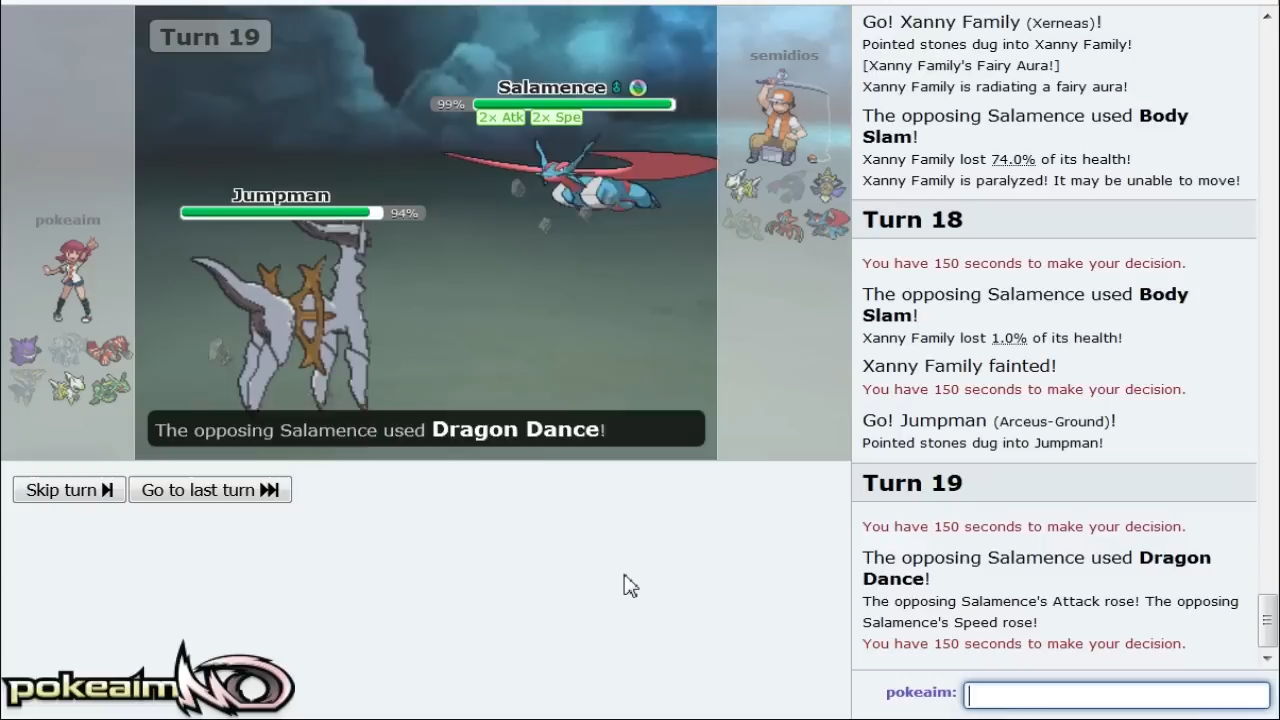 Turn 19
semidios
Salamence
99%
2x Atk 2x Spe
Jumpman
94%
pokeaim
The opposing Salamence used Dragon Dance!
Skip turn
Go to last turn
pokeaimMD
Go! Xanny Family (Xerneas)!
Pointed stones dug into Xanny Family!
[Xanny Family's Fairy Aura!]
Xanny Family is radiating a fairy aura!
The opposing Salamence used Body
Slam!
Xanny Family lost 74.0% of its health!
Xanny Family is paralyzed! It may be unable to move!
Turn 18
You have 150 seconds to make your decision.
The opposing Salamence used Body
Slam!
Xanny Family lost 1.0% of its health!
Xanny Family fainted!
You have 150 seconds to make your decision.
Go! Jumpman (Arceus-Ground)!
Pointed stones dug into Jumpman!
Turn 19
You have 150 seconds to make your decision.
The opposing Salamence used Dragon
Dance!
The opposing Salamence's Attack rose! The opposing
Salamence's Speed rose!
You have 150 seconds to make your decision.
pokeaim: